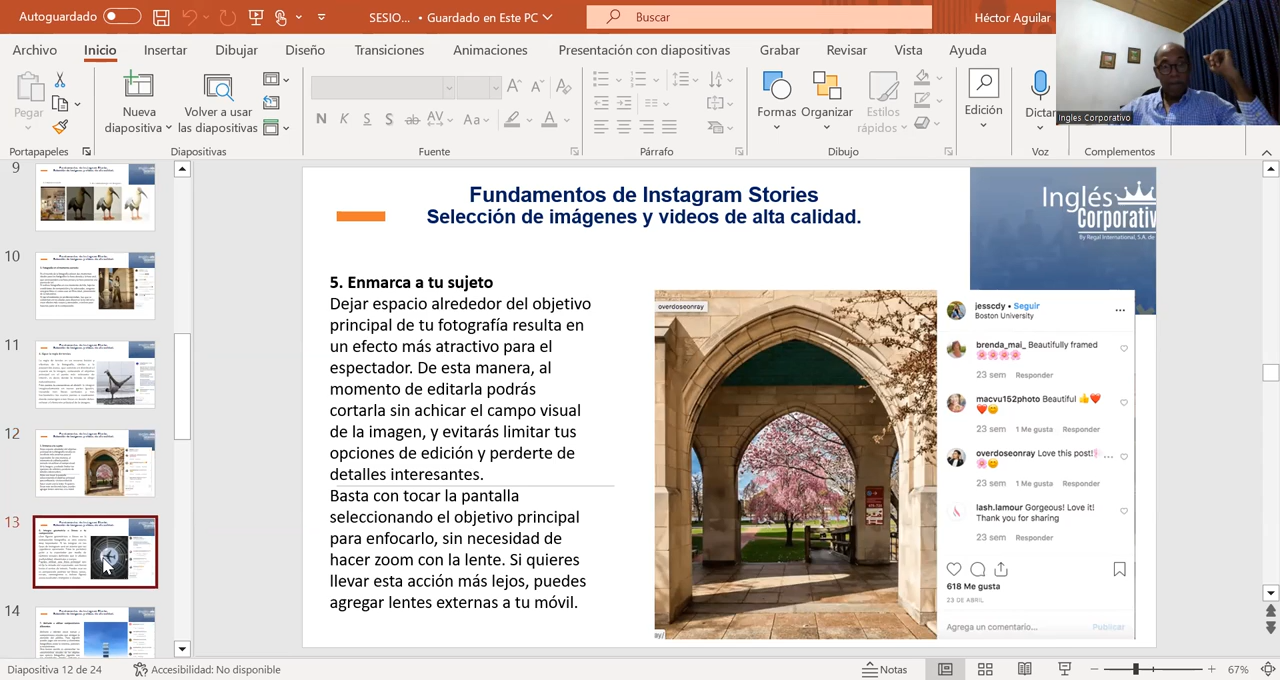 Autoguardado
SESIO... • Guardado en Este PC
Buscar
Héctor Aguilar
Archivo
Inicio
Insertar
Dibujar
Diseño
Transiciones
Animaciones
Presentación con diapositivas
Grabar
Revisar
Vista
Ayuda
Pegar
Nueva
diapositiva
Volver a usar
las diapositivas
N K S S ab AV Aa A
Formas
Organizar
Estilos
rápidos
Edición
Dictar
Ingles Corporativo
Portapapeles
Diapositivas
Fuente
Párrafo
Dibujo
Voz
Complementos
9
10
11
12
13
14
Fundamentos de Instagram Stories
Selección de imágenes y videos de alta calidad.
Inglés
Corporativ
By Regal International, S.A. de
5. Enmarca a tu sujeto
Dejar espacio alrededor del objetivo
principal de tu fotografía resulta en
un efecto más atractivo para el
espectador. De esta manera, al
momento de editarla podrás
cortarla sin achicar el campo visual
de la imagen, y evitarás limitar tus
opciones de edición y perderte de
detalles interesantes.
Basta con tocar la pantalla
seleccionando el objetivo principal
para enfocarlo, sin necesidad de
hacer zoom con la lente. Si quieres
llevar esta acción más lejos, puedes
agregar lentes externas a tu móvil.
overdoseonray
jesscdy • Seguir
Boston University
brenda_mai_ Beautifully framed
23 sem Responder
macvu152photo Beautiful
23 sem 1 Me gusta Responder
overdoseonray Love this post!
23 sem 1 Me gusta Responder
lash.lamour Gorgeous! Love it!
Thank you for sharing
23 sem Responder
618 Me gusta
23 DE ABRIL
Agrega un comentario...
Publicar
ay/
Diapositiva 12 de 24
Accesibilidad: No disponible
Notas
67%